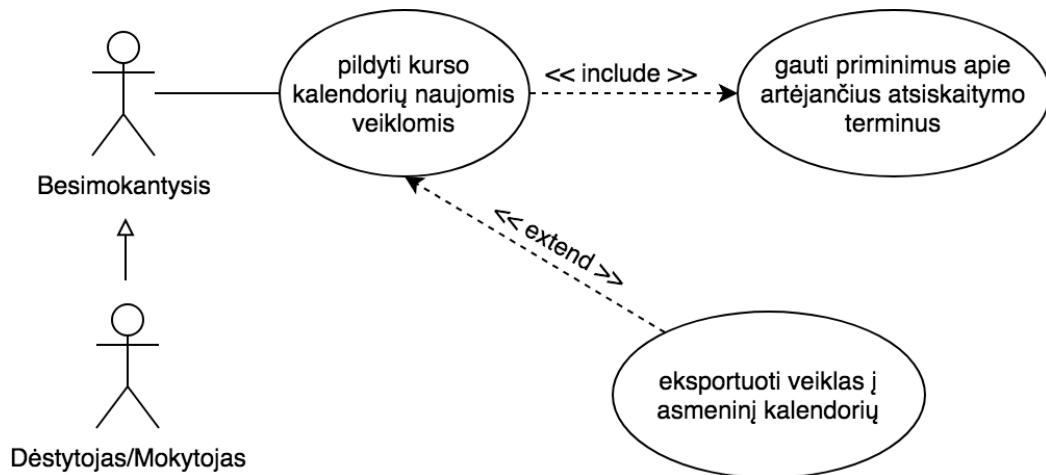 pildyti kurso
kalendorių naujomis
veiklomis
<< include >>
gauti priminimus apie
artėjančius atsiskaitymo
terminus
Besimokantysis
<< extend >>
eksportuoti veiklas į
asmeninį kalendorių
Dėstytojas/Mokytojas